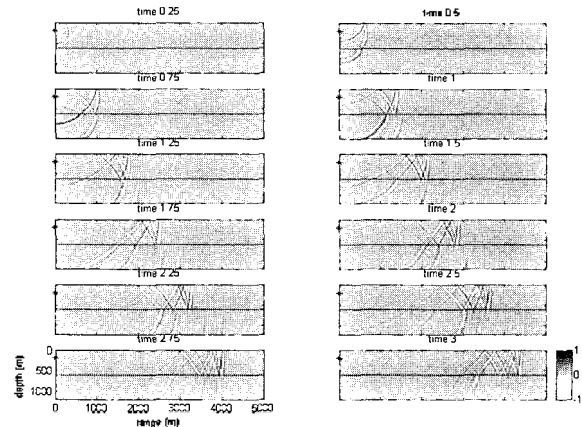 time 0.25
time 0.5
time 0.75
time 1
time 1.25
time 1.5
time 1.75
time 2
time 2.25
time 2.5
time 2.75
time 3
0
500
1000
depth [m]
0 1000 2000 3000 4000 5000
range [m]
1
0
-1